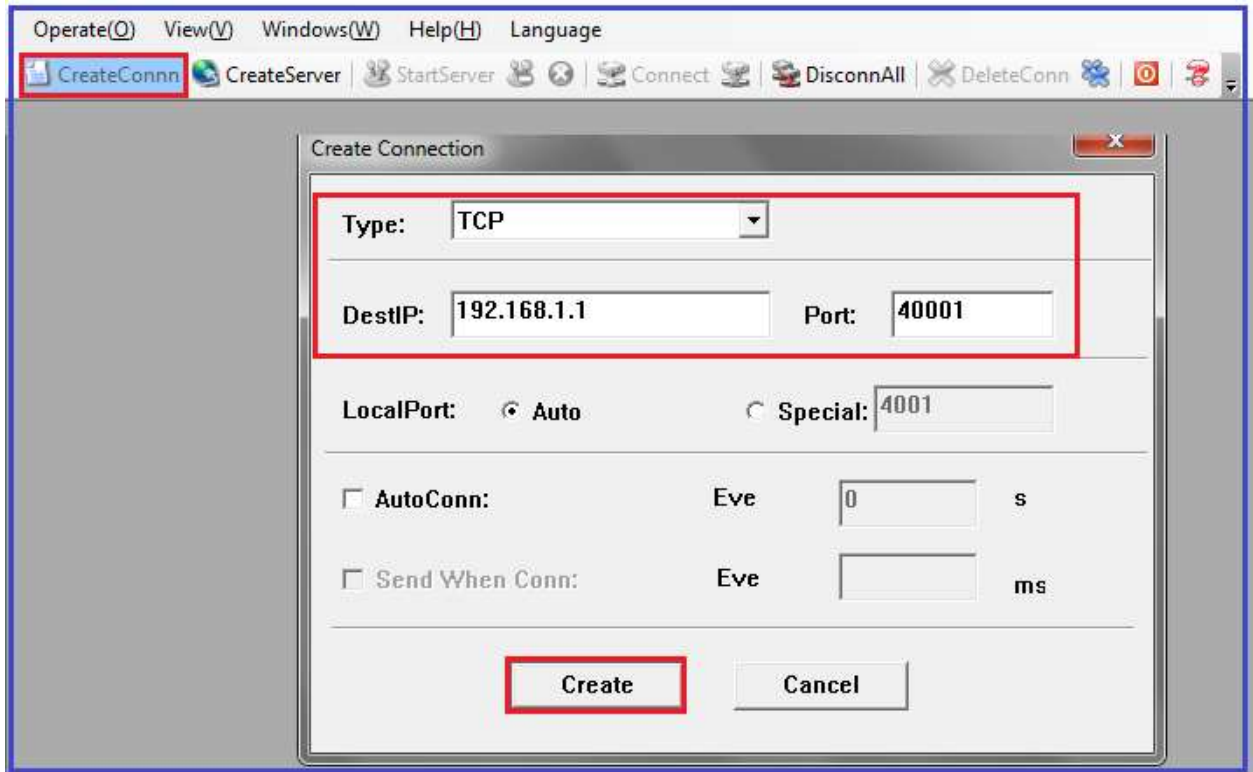 Operate(O) View(V) Windows(W) Help(H) Language
CreateConnn CreateServer StartServer Connect DisconnAll DeleteConn
Create Connection
Type: TCP
DestIP: 192.168.1.1 Port: 40001
LocalPort: Auto Special: 4001
AutoConn: Eve 0 s
Send When Conn: Eve ms
Create Cancel